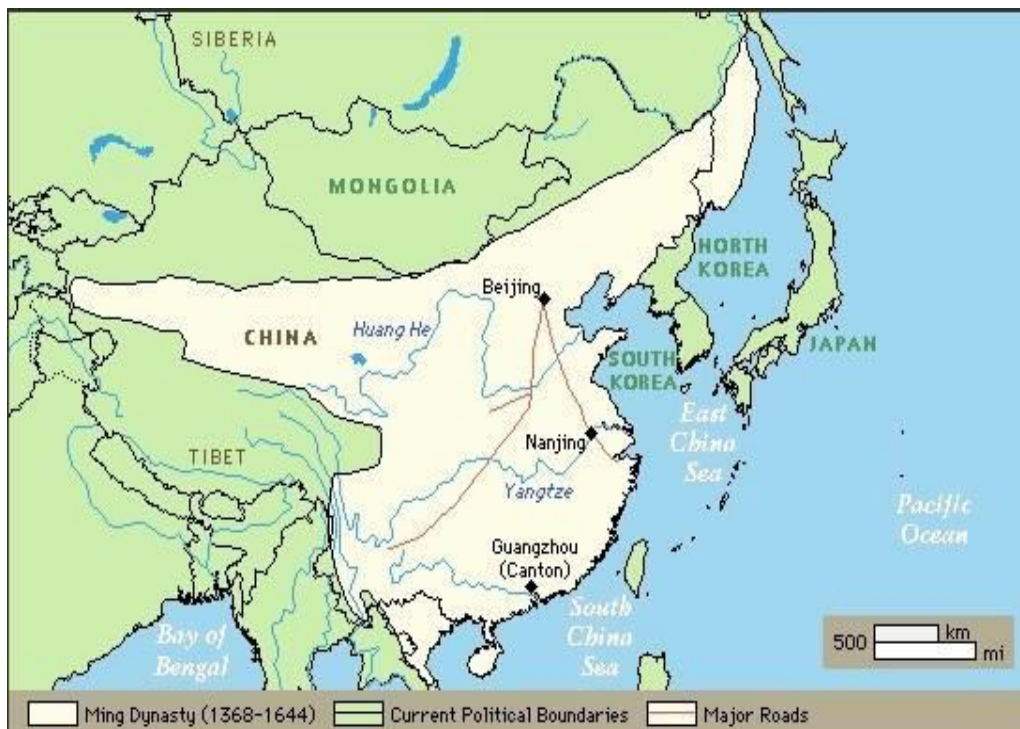 SIBERIA
MONGOLIA
NORTH
KOREA
Beijing
CHINA
Huang He
JAPAN
SOUTH
KOREA
East
China
Sea
Nanjing
TIBET
Yangtze
Pacific
Ocean
Guangzhou
(Canton)
South
China
Sea
Bay of
Bengal
500 km
mi
Ming Dynasty (1368-1644) Current Political Boundaries Major Roads